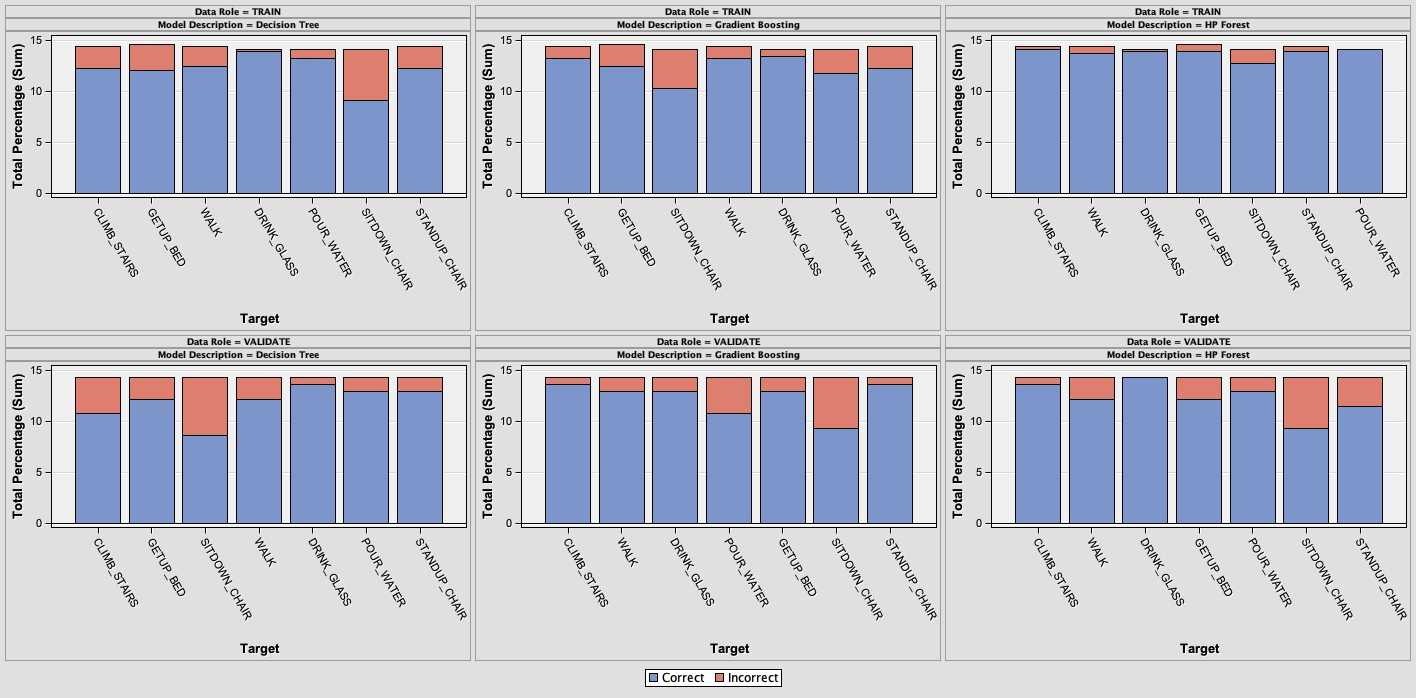 Data Role = TRAIN
Model Description = Decision Tree
Total Percentage (Sum)
15
10
5
0
CLIMB_STAIRS
GETUP_BED
WALK
DRINK_GLASS
POUR_WATER
SITDOWN_CHAIR
STANDUP_CHAIR
Target
Data Role = TRAIN
Model Description = Gradient Boosting
Total Percentage (Sum)
15
10
5
0
CLIMB_STAIRS
GETUP_BED
SITDOWN_CHAIR
WALK
DRINK_GLASS
POUR_WATER
STANDUP_CHAIR
Target
Data Role = TRAIN
Model Description = HP Forest
Total Percentage (Sum)
15
10
5
0
CLIMB_STAIRS
WALK
DRINK_GLASS
GETUP_BED
SITDOWN_CHAIR
STANDUP_CHAIR
POUR_WATER
Target
Data Role = VALIDATE
Model Description = Decision Tree
Total Percentage (Sum)
15
10
5
0
CLIMB_STAIRS
GETUP_BED
SITDOWN_CHAIR
WALK
DRINK_GLASS
POUR_WATER
STANDUP_CHAIR
Target
Data Role = VALIDATE
Model Description = Gradient Boosting
Total Percentage (Sum)
15
10
5
0
CLIMB_STAIRS
WALK
DRINK_GLASS
POUR_WATER
GETUP_BED
SITDOWN_CHAIR
STANDUP_CHAIR
Target
Data Role = VALIDATE
Model Description = HP Forest
Total Percentage (Sum)
15
10
5
0
CLIMB_STAIRS
WALK
DRINK_GLASS
GETUP_BED
POUR_WATER
SITDOWN_CHAIR
STANDUP_CHAIR
Target
Correct Incorrect